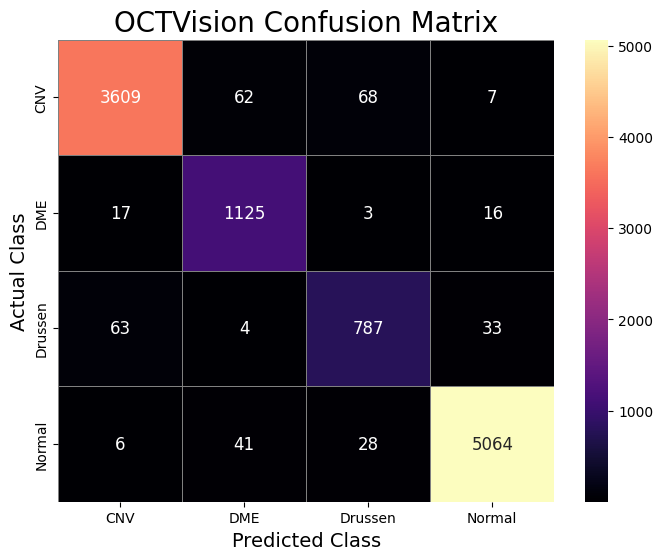 OCTVision Confusion Matrix
Actual Class
CNV
3609 62 68 7
DME
17 1125 3 16
Drussen
63 4 787 33
Normal
6 41 28 5064
CNV DME Drussen Normal
Predicted Class
5000
4000
3000
2000
1000